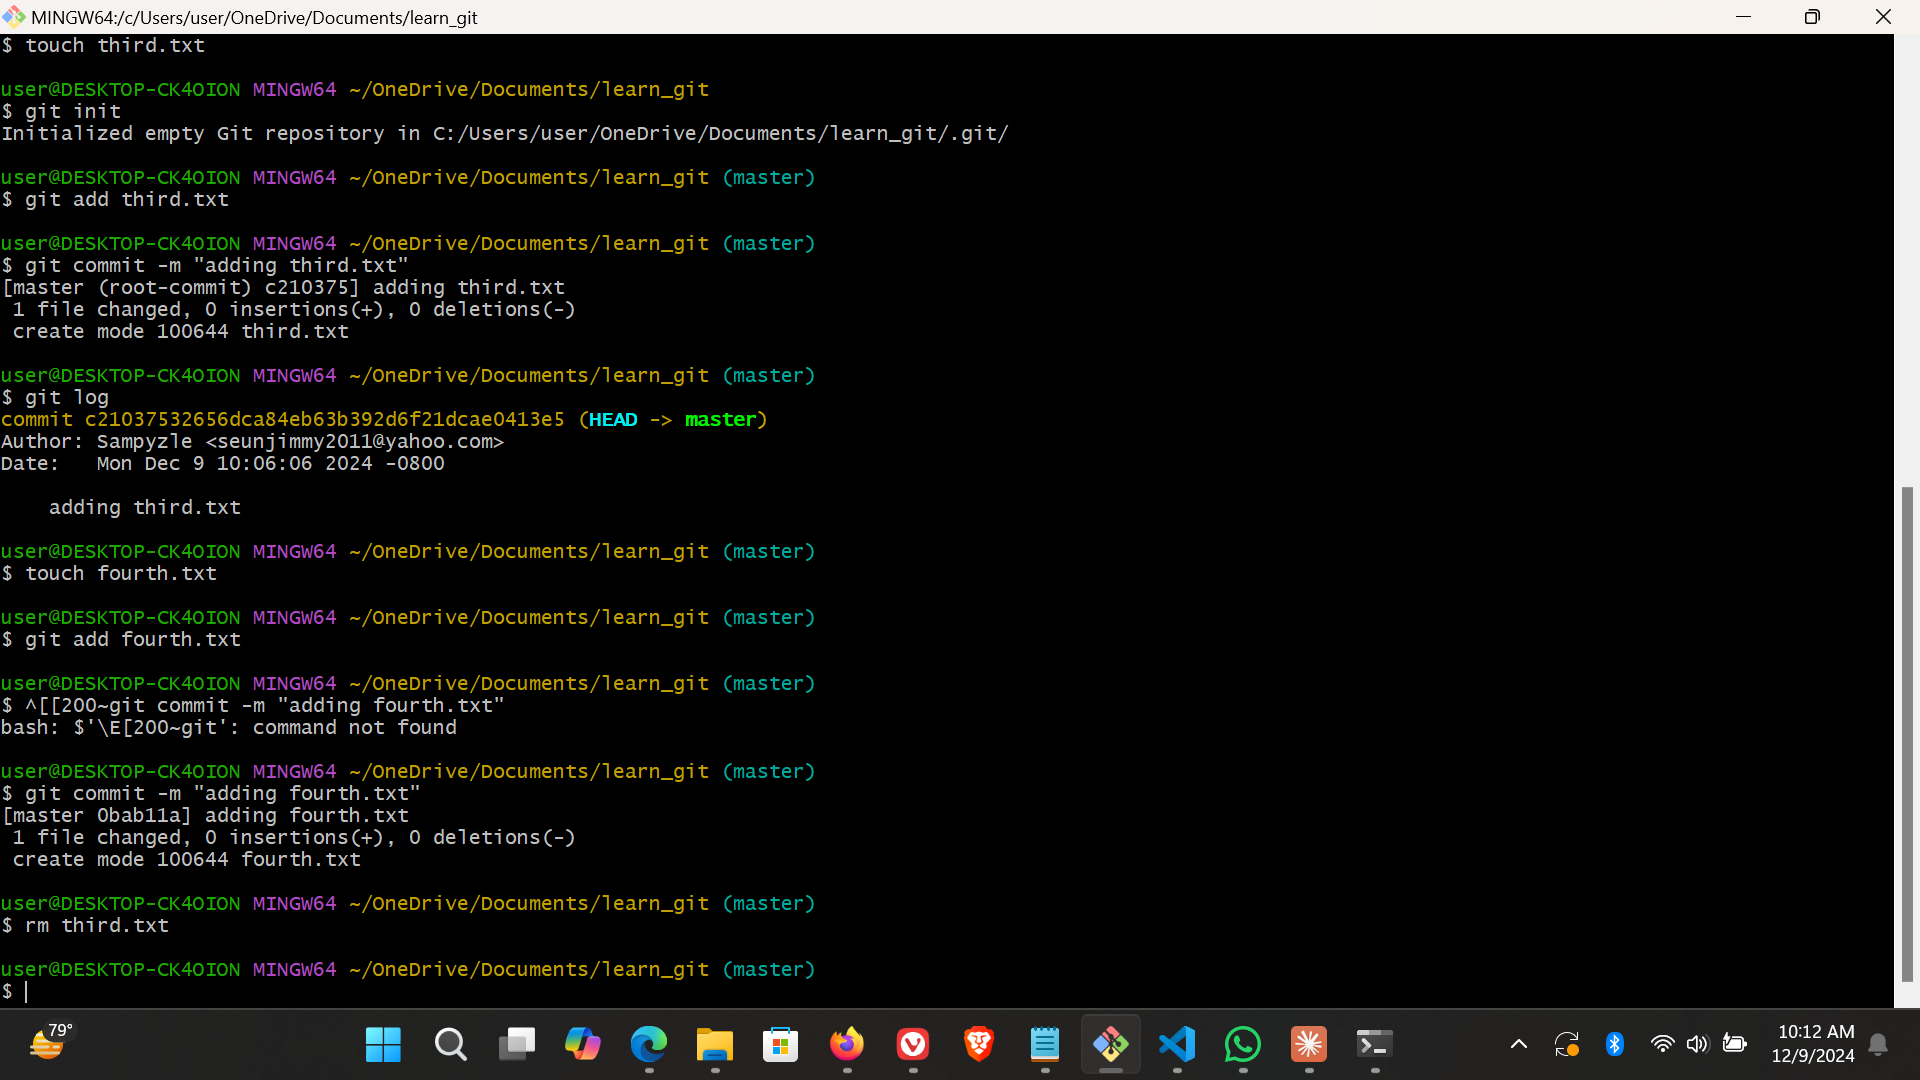 MINGW64:/c/Users/user/OneDrive/Documents/learn_git
$ touch third.txt
user@DESKTOP-CK4OION MINGW64 ~/OneDrive/Documents/learn_git
$ git init
Initialized empty Git repository in C:/Users/user/OneDrive/Documents/learn_git/.git/
user@DESKTOP-CK4OION MINGW64 ~/OneDrive/Documents/learn_git (master)
$ git add third.txt
user@DESKTOP-CK4OION MINGW64 ~/OneDrive/Documents/learn_git (master)
$ git commit -m "adding third.txt"
[master (root-commit) c210375] adding third.txt
 1 file changed, 0 insertions(+), 0 deletions(-)
 create mode 100644 third.txt
user@DESKTOP-CK4OION MINGW64 ~/OneDrive/Documents/learn_git (master)
$ git log
commit c21037532656dca84eb63b392d6f21dcae0413e5 (HEAD -> master)
Author: Sampyzle <seunjimmy2011@yahoo.com>
Date:   Mon Dec 9 10:06:06 2024 -0800
    adding third.txt
user@DESKTOP-CK4OION MINGW64 ~/OneDrive/Documents/learn_git (master)
$ touch fourth.txt
user@DESKTOP-CK4OION MINGW64 ~/OneDrive/Documents/learn_git (master)
$ git add fourth.txt
user@DESKTOP-CK4OION MINGW64 ~/OneDrive/Documents/learn_git (master)
$ ^[[200~git commit -m "adding fourth.txt"
bash: $'\E[200~git': command not found
user@DESKTOP-CK4OION MINGW64 ~/OneDrive/Documents/learn_git (master)
$ git commit -m "adding fourth.txt"
[master 0bab11a] adding fourth.txt
 1 file changed, 0 insertions(+), 0 deletions(-)
 create mode 100644 fourth.txt
user@DESKTOP-CK4OION MINGW64 ~/OneDrive/Documents/learn_git (master)
$ rm third.txt
user@DESKTOP-CK4OION MINGW64 ~/OneDrive/Documents/learn_git (master)
$
79°
10:12 AM
12/9/2024